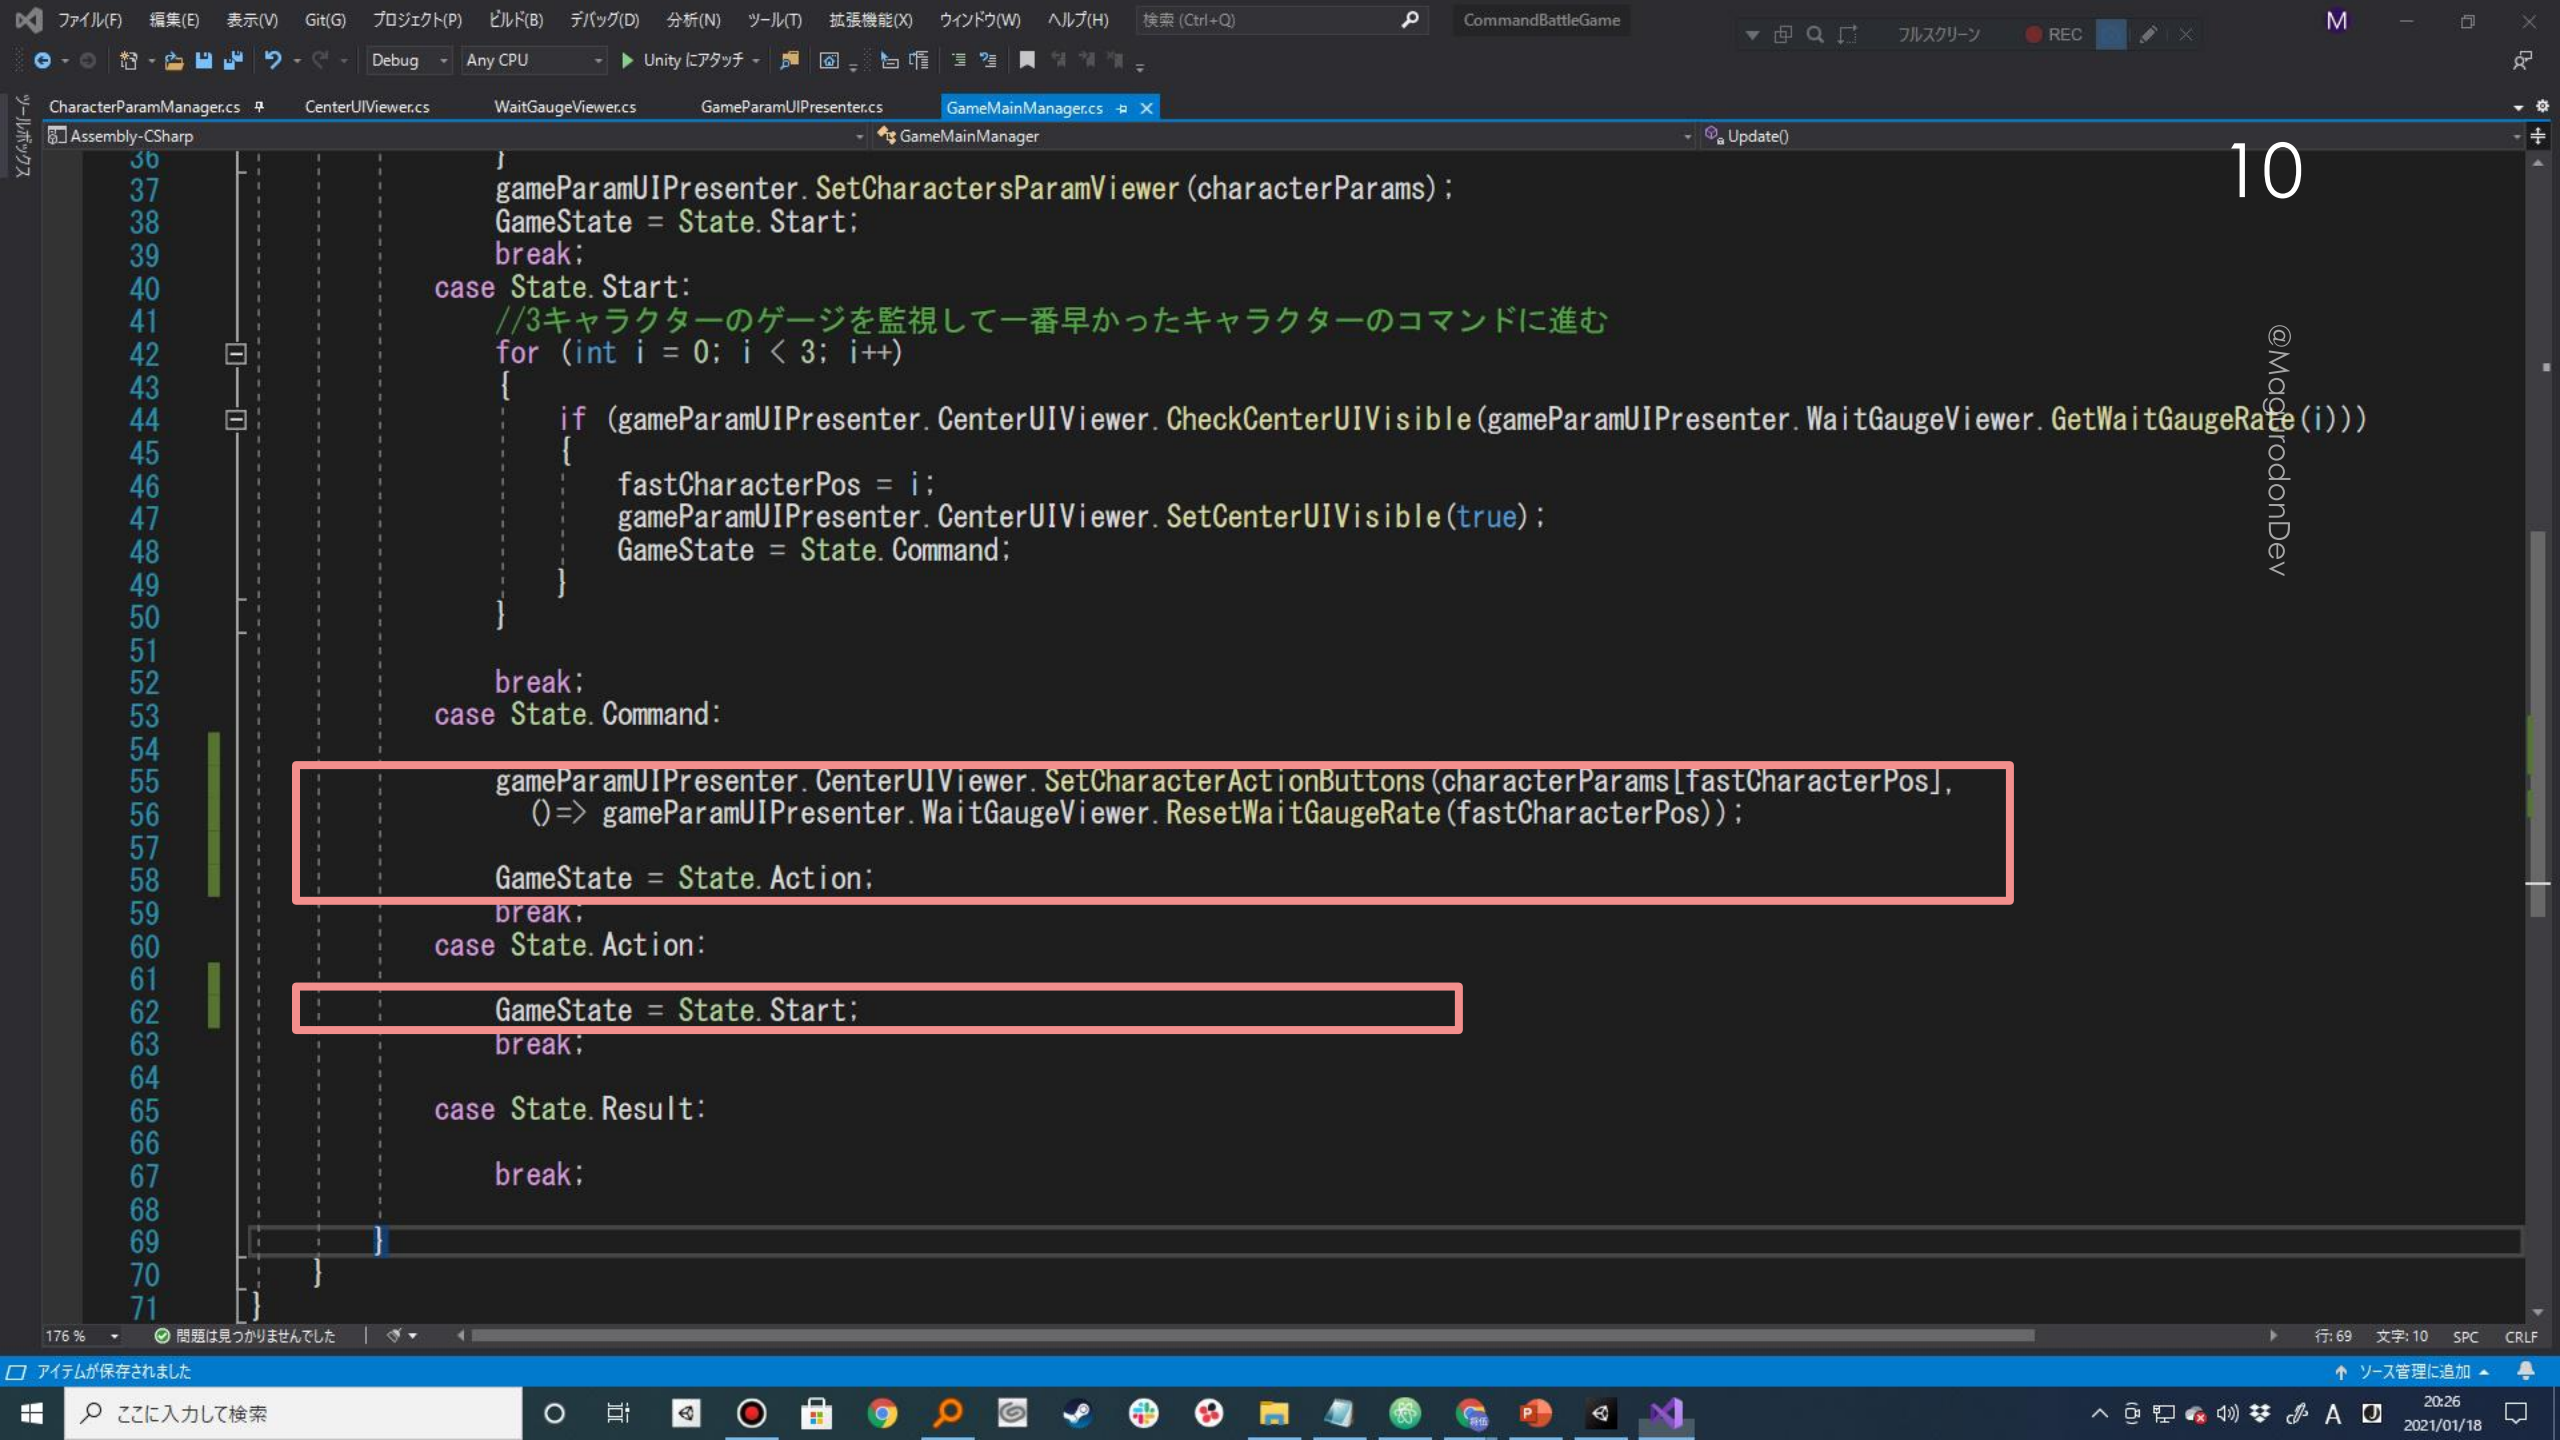 ファイル(F) 編集(E) 表示(V) Git(G) プロジェクト(P) ビルド(B) デバッグ(D) 分析(N) ツール(T) 拡張機能(X) ウィンドウ(W) ヘルプ(H) 検索 (Ctrl+Q) CommandBattleGame フルスクリーン REC M
Debug Any CPU Unity にアタッチ
ツールボックス
CharacterParamManager.cs CenterUIViewer.cs WaitGaugeViewer.cs GameParamUIPresenter.cs GameMainManager.cs
Assembly-CSharp GameMainManager Update()
10
@MagurodonDev
36 }
37 gameParamUIPresenter.SetCharactersParamViewer(characterParams);
38 GameState = State.Start;
39 break;
40 case State.Start:
41 //3キャラクターのゲージを監視して一番早かったキャラクターのコマンドに進む
42 for (int i = 0; i < 3; i++)
43 {
44 if (gameParamUIPresenter.CenterUIViewer.CheckCenterUIVisible(gameParamUIPresenter.WaitGaugeViewer.GetWaitGaugeRate(i)))
45 {
46 fastCharacterPos = i;
47 gameParamUIPresenter.CenterUIViewer.SetCenterUIVisible(true);
48 GameState = State.Command;
49 }
50 }
51
52 break;
53 case State.Command:
54
55 gameParamUIPresenter.CenterUIViewer.SetCharacterActionButtons(characterParams[fastCharacterPos],
56 ()=> gameParamUIPresenter.WaitGaugeViewer.ResetWaitGaugeRate(fastCharacterPos));
57
58 GameState = State.Action;
59 break;
60 case State.Action:
61
62 GameState = State.Start;
63 break;
64
65 case State.Result:
66
67 break;
68
69 }
70 }
71 }
176 % 問題は見つかりませんでした 行: 69 文字: 10 SPC CRLF
アイテムが保存されました ソース管理に追加
ここに入力して検索 A 20:26
2021/01/18